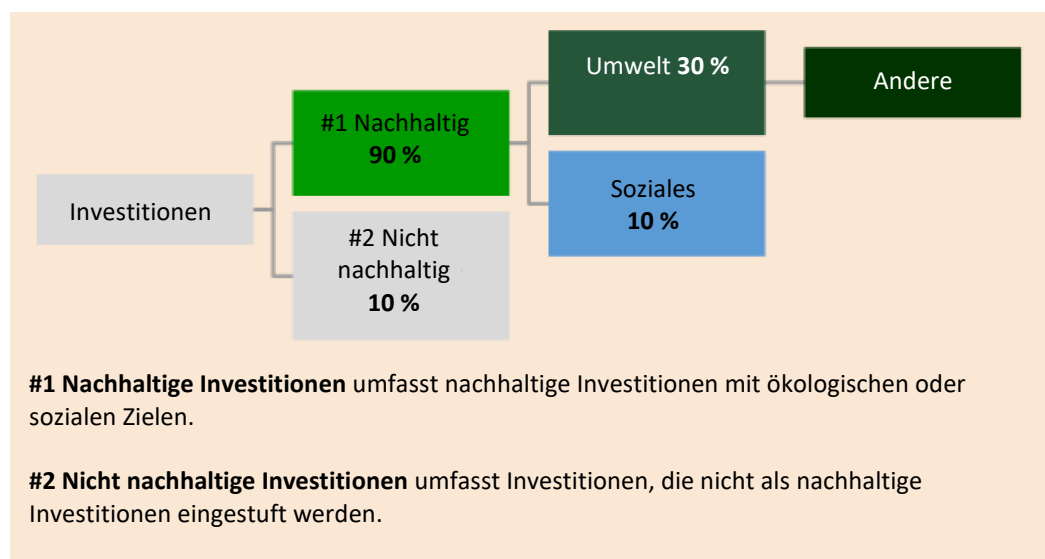 Umwelt 30 %
Andere
#1 Nachhaltig
90 %
Soziales
10 %
Investitionen
#2 Nicht
nachhaltig
10 %
#1 Nachhaltige Investitionen umfasst nachhaltige Investitionen mit ökologischen oder
sozialen Zielen.
#2 Nicht nachhaltige Investitionen umfasst Investitionen, die nicht als nachhaltige
Investitionen eingestuft werden.